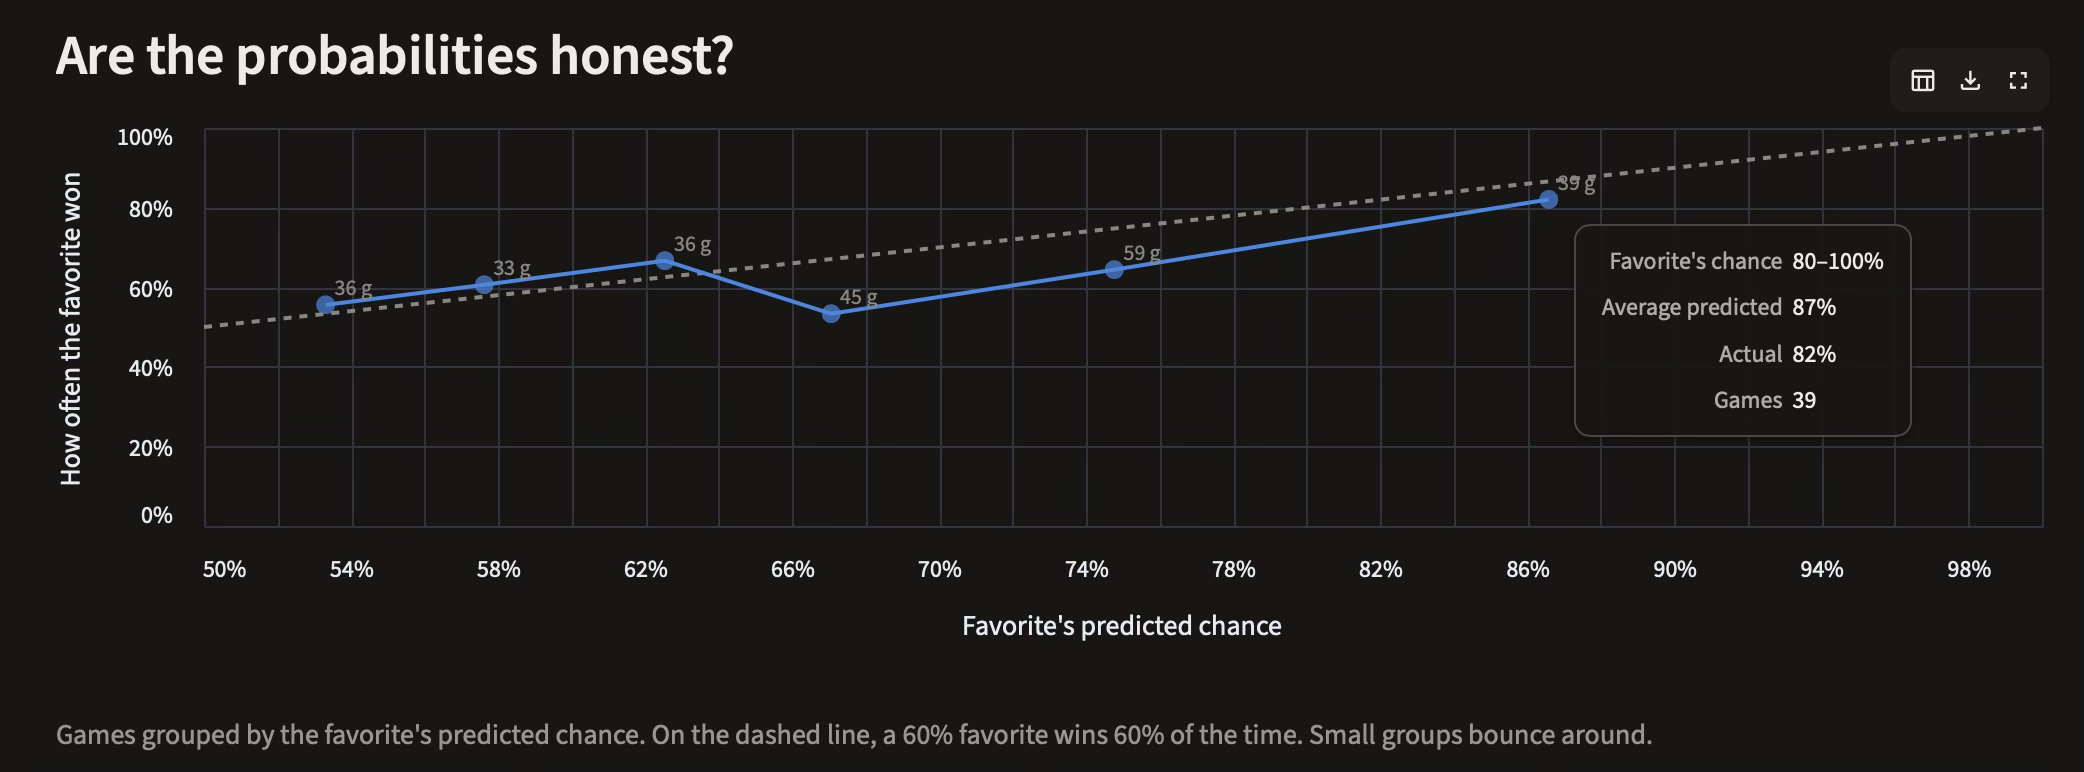 Are the probabilities honest?
100%
80%
60%
40%
20%
0%
How often the favorite won
36 g
33 g
36 g
45 g
59 g
39 g
Favorite's chance 80–100%
Average predicted 87%
Actual 82%
Games 39
50% 54% 58% 62% 66% 70% 74% 78% 82% 86% 90% 94% 98%
Favorite's predicted chance
Games grouped by the favorite's predicted chance. On the dashed line, a 60% favorite wins 60% of the time. Small groups bounce around.